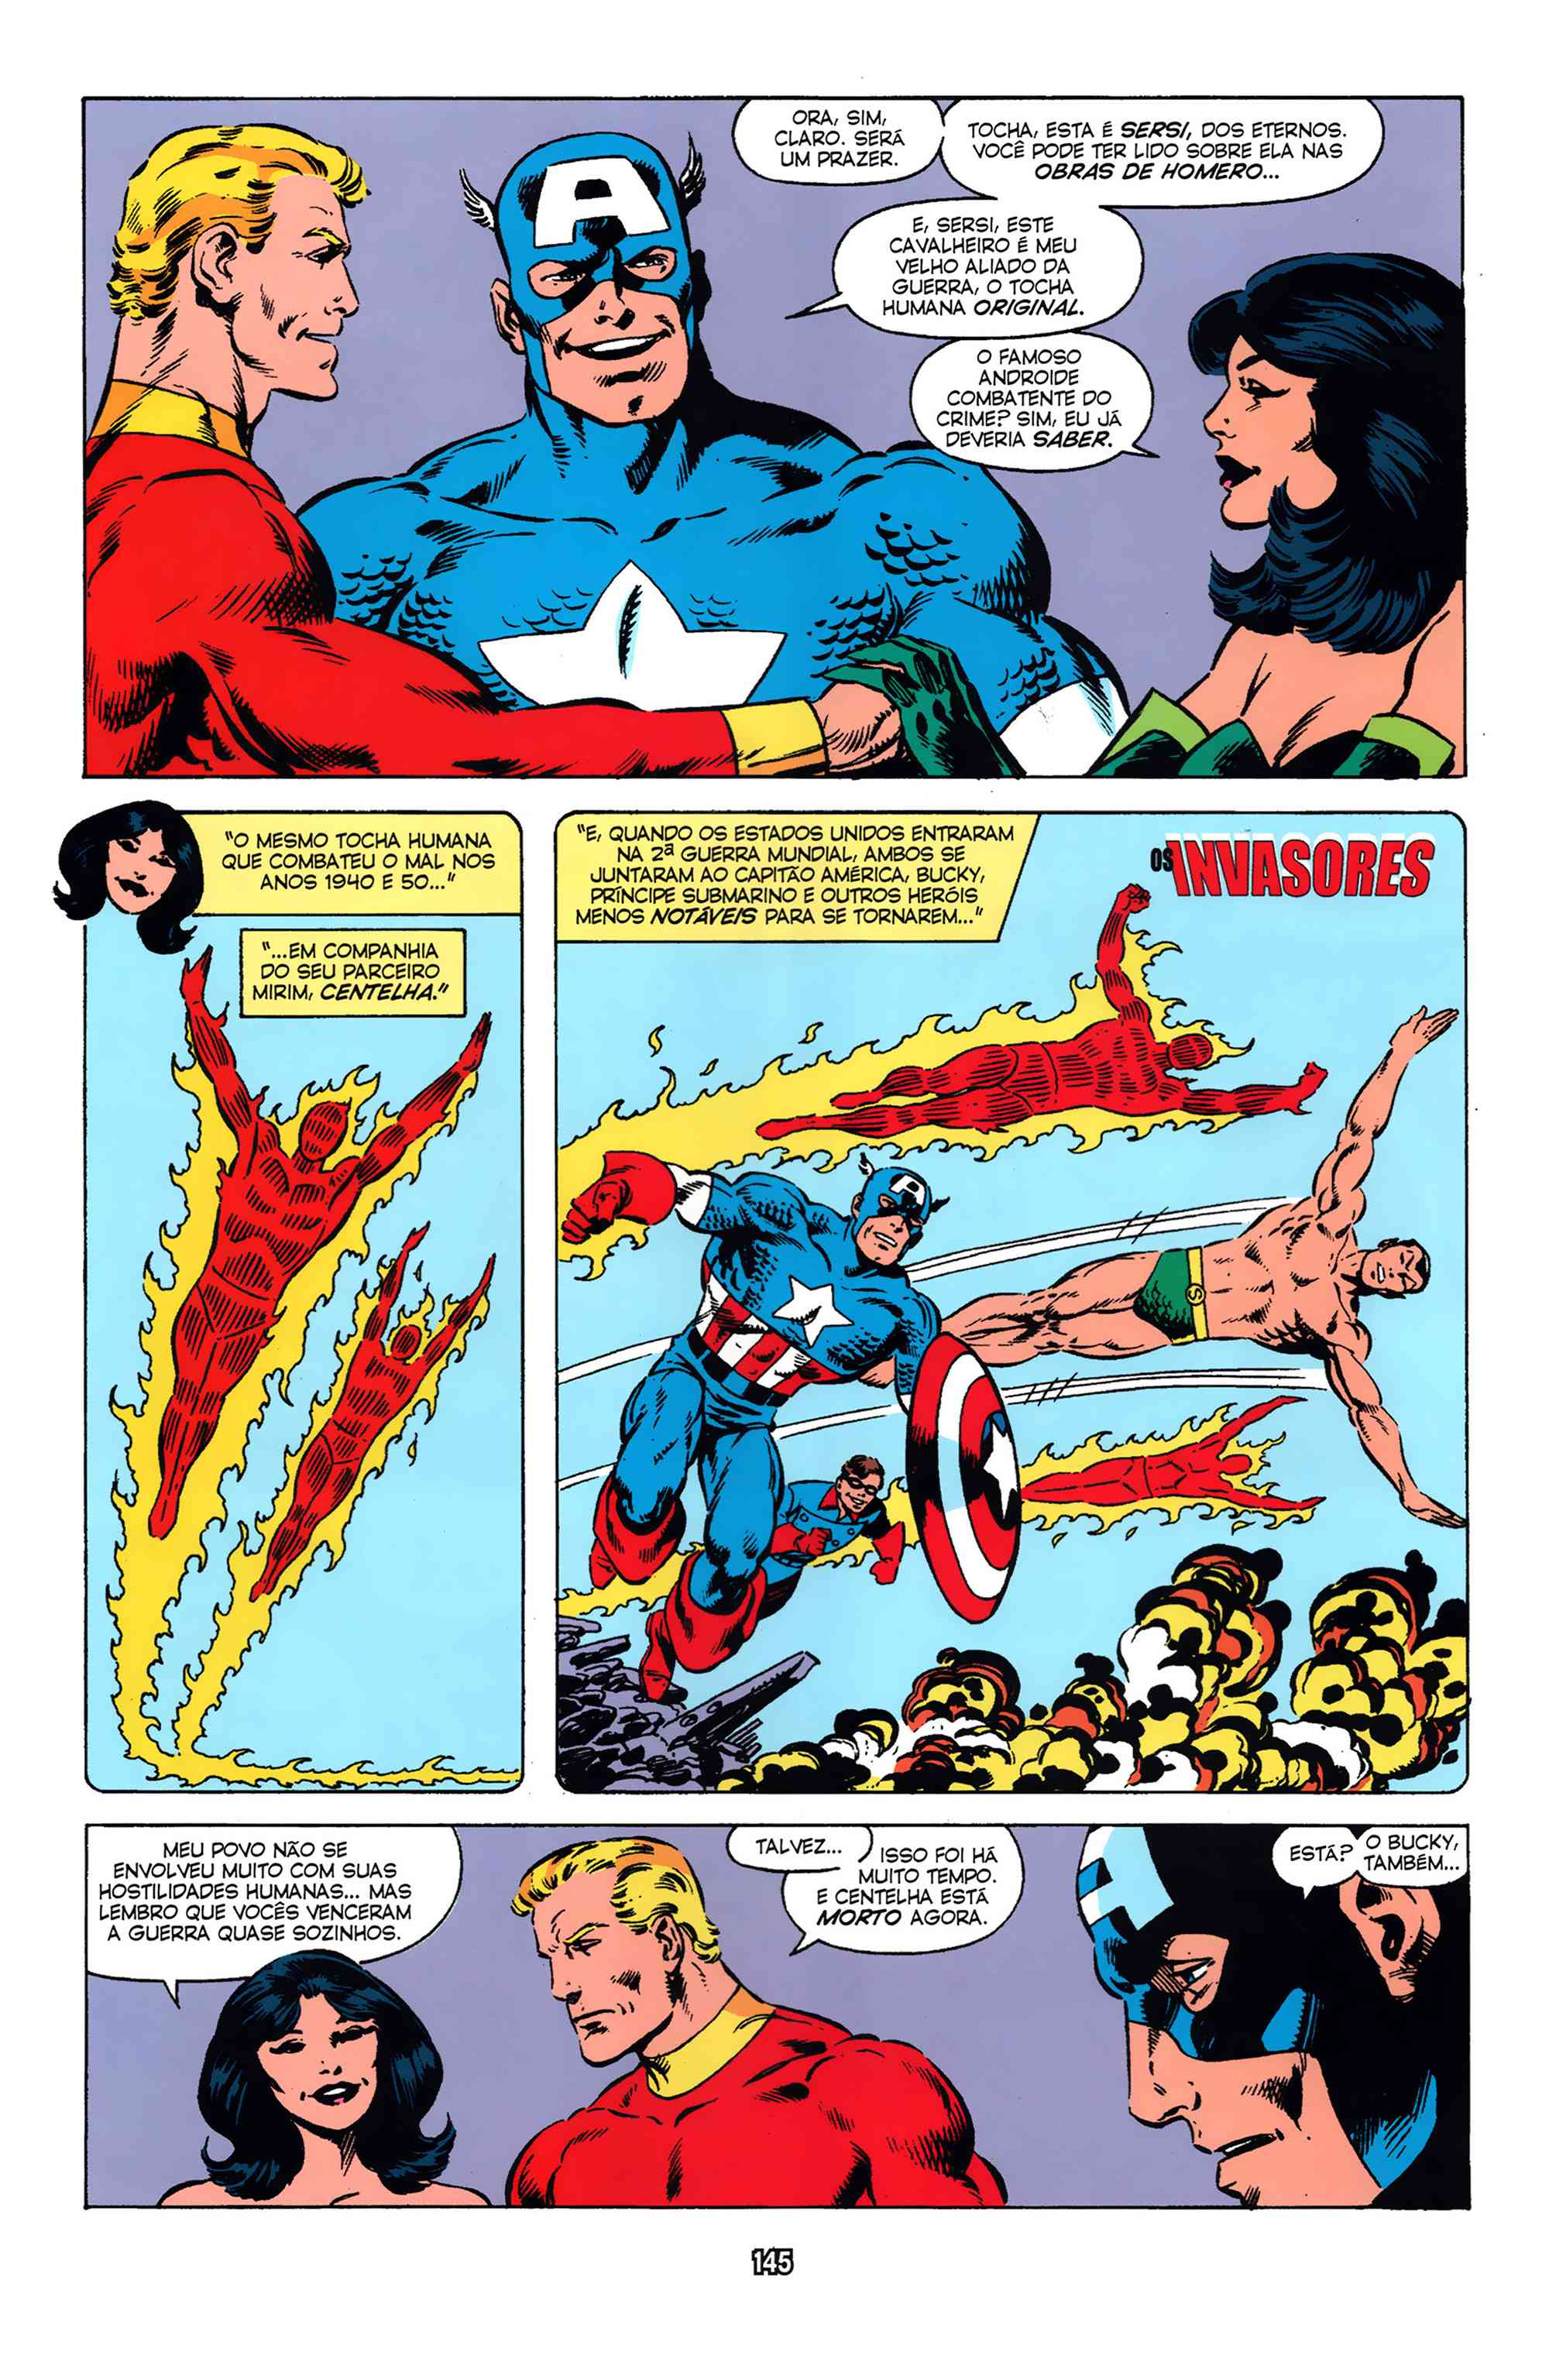 ORA, SIM,
CLARO. SERÁ
UM PRAZER.
TOCHA, ESTA É SERSI, DOS ETERNOS.
VOCÊ PODE TER LIDO SOBRE ELA NAS
OBRAS DE HOMERO...
E, SERSI, ESTE
CAVALHEIRO É MEU
VELHO ALIADO DA
GUERRA, O TOCHA
HUMANA ORIGINAL.
O FAMOSO
ANDROIDE
COMBATENTE DO
CRIME? SIM, EU JÁ
DEVERIA SABER.
A
"O MESMO TOCHA HUMANA
QUE COMBATEU O MAL NOS
ANOS 1940 E 50..."
"...EM COMPANHIA
DO SEU PARCEIRO
MIRIM, CENTELHA."
"E, QUANDO OS ESTADOS UNIDOS ENTRARAM
NA 2ª GUERRA MUNDIAL, AMBOS SE
JUNTARAM AO CAPITÃO AMÉRICA, BUCKY,
PRÍNCIPE SUBMARINO E OUTROS HERÓIS
MENOS NOTÁVEIS PARA SE TORNAREM..."
OS INVASORES
A
S
MEU POVO NÃO SE
ENVOLVEU MUITO COM SUAS
HOSTILIDADES HUMANAS... MAS
LEMBRO QUE VOCÊS VENCERAM
A GUERRA QUASE SOZINHOS.
TALVEZ...
ISSO FOI HÁ
MUITO TEMPO.
E CENTELHA ESTÁ
MORTO AGORA.
ESTÁ?
O BUCKY,
TAMBÉM...
A
145